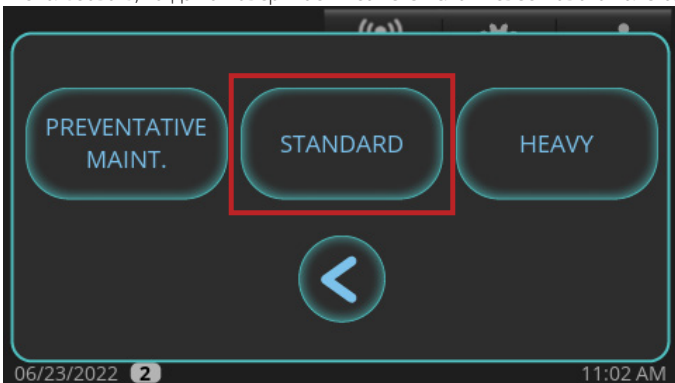 PREVENTATIVE
MAINT.
STANDARD
HEAVY
06/23/2022 2
11:02 AM